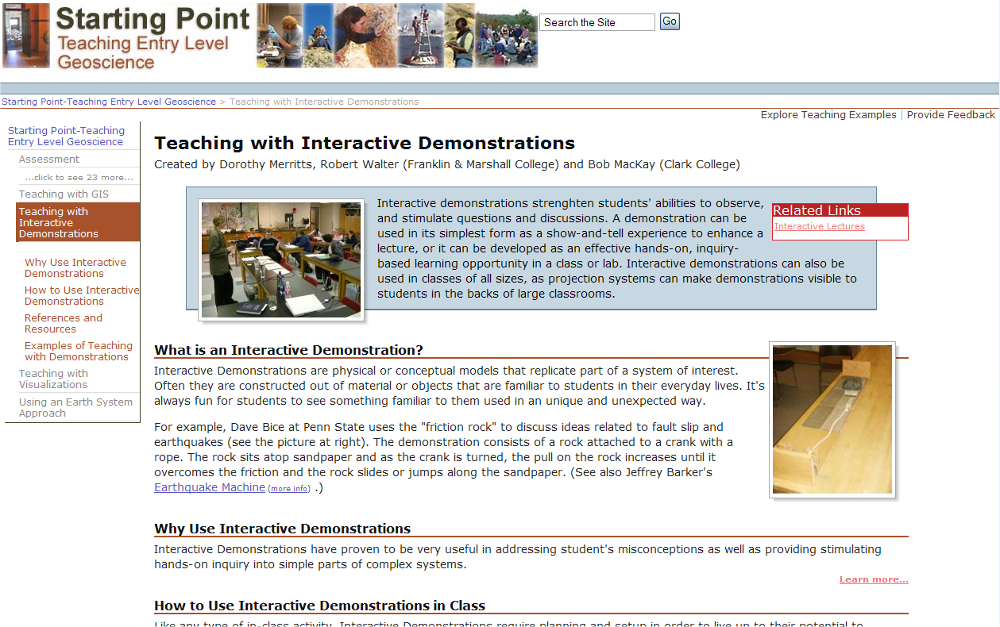 Starting Point
Teaching Entry Level
Geoscience
Search the Site
Go
Starting Point-Teaching Entry Level Geoscience > Teaching with Interactive Demonstrations
Explore Teaching Examples | Provide Feedback
Starting Point-Teaching
Entry Level Geoscience
Assessment
...click to see 23 more...
Teaching with GIS
Teaching with
Interactive
Demonstrations
Why Use Interactive
Demonstrations
How to Use Interactive
Demonstrations
References and
Resources
Examples of Teaching
with Demonstrations
Teaching with
Visualizations
Using an Earth System
Approach
Teaching with Interactive Demonstrations
Created by Dorothy Merritts, Robert Walter (Franklin & Marshall College) and Bob MacKay (Clark College)
Interactive demonstrations strenghten students' abilities to observe,
and stimulate questions and discussions. A demonstration can be
used in its simplest form as a show-and-tell experience to enhance a
lecture, or it can be developed as an effective hands-on, inquiry-
based learning opportunity in a class or lab. Interactive demonstrations can also be
used in classes of all sizes, as projection systems can make demonstrations visible to
students in the backs of large classrooms.
Related Links
Interactive Lectures
What is an Interactive Demonstration?
Interactive Demonstrations are physical or conceptual models that replicate part of a system of interest.
Often they are constructed out of material or objects that are familiar to students in their everyday lives. It's
always fun for students to see something familiar to them used in an unique and unexpected way.
For example, Dave Bice at Penn State uses the "friction rock" to discuss ideas related to fault slip and
earthquakes (see the picture at right). The demonstration consists of a rock attached to a crank with a
rope. The rock sits atop sandpaper and as the crank is turned, the pull on the rock increases until it
overcomes the friction and the rock slides or jumps along the sandpaper. (See also Jeffrey Barker's
Earthquake Machine (more info) .)
Why Use Interactive Demonstrations
Interactive Demonstrations have proven to be very useful in addressing student's misconceptions as well as providing stimulating
hands-on inquiry into simple parts of complex systems.
Learn more...
How to Use Interactive Demonstrations in Class
Like any type of in-class activity, Interactive Demonstrations require planning and setup in order to live up to their potential to